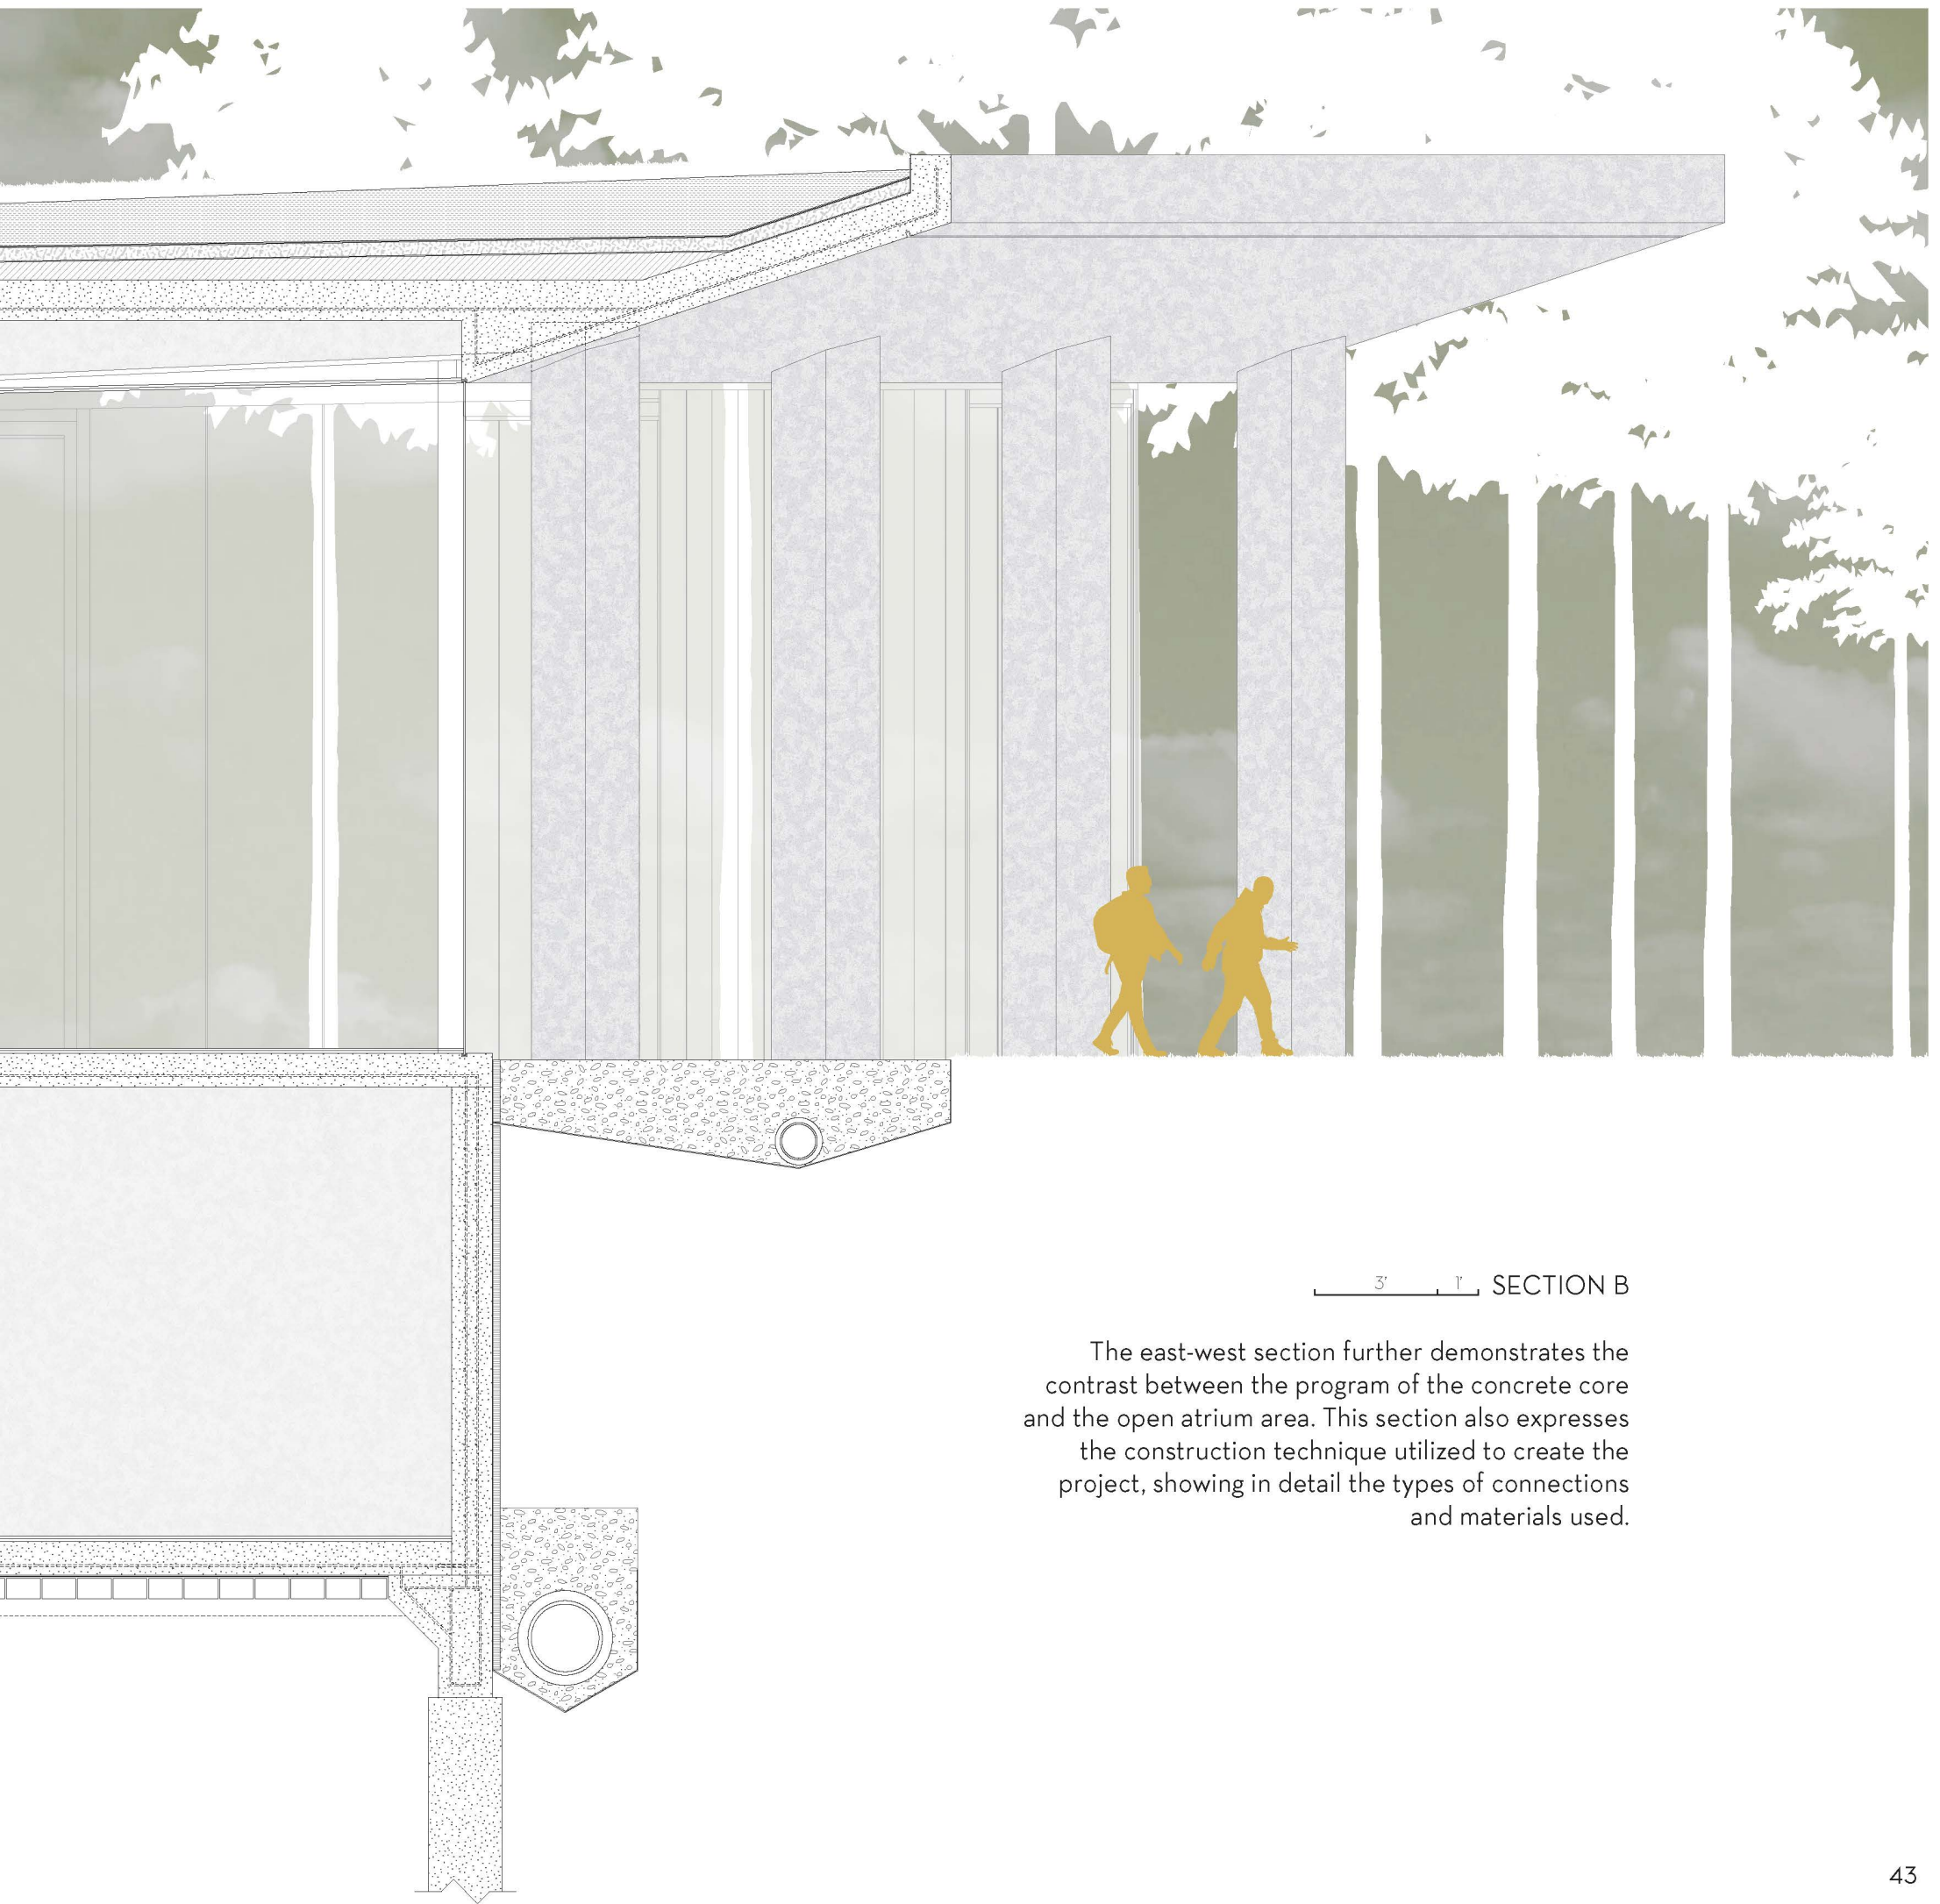 3' 1' SECTION B
The east-west section further demonstrates the
contrast between the program of the concrete core
and the open atrium area. This section also expresses
the construction technique utilized to create the
project, showing in detail the types of connections
and materials used.
43